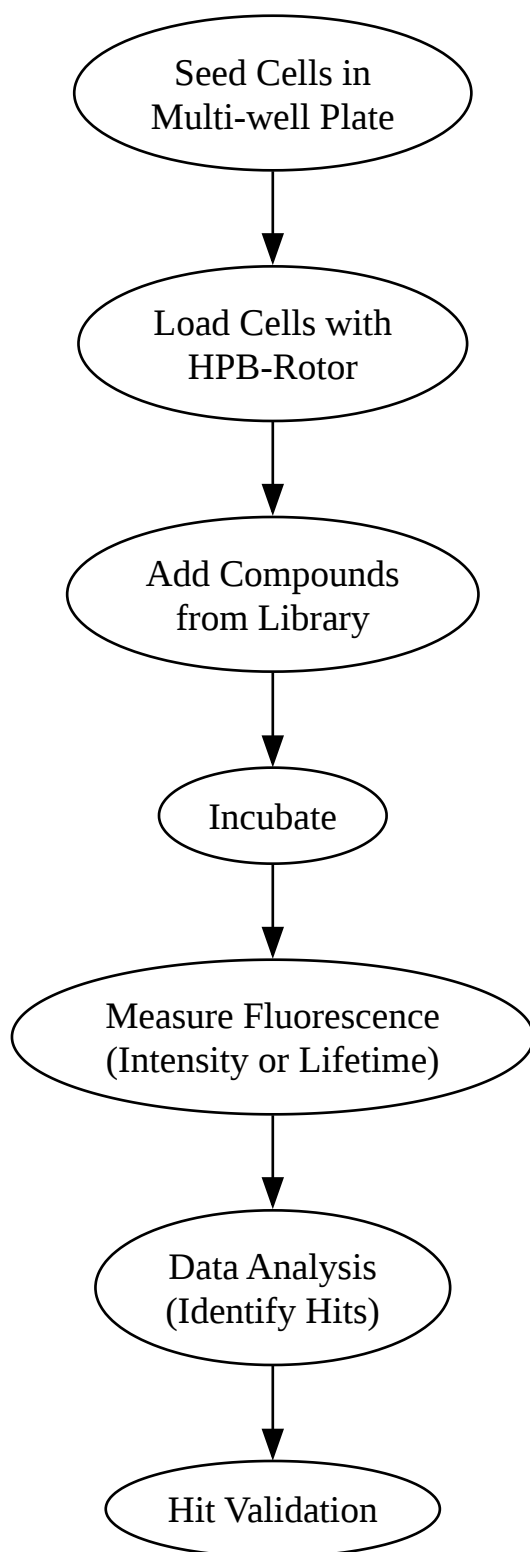 Seed Cells in
Multi-well Plate
Load Cells with
HPB-Rotor
Add Compounds
from Library
Incubate
Measure Fluorescence
(Intensity or Lifetime)
Data Analysis
(Identify Hits)
Hit Validation